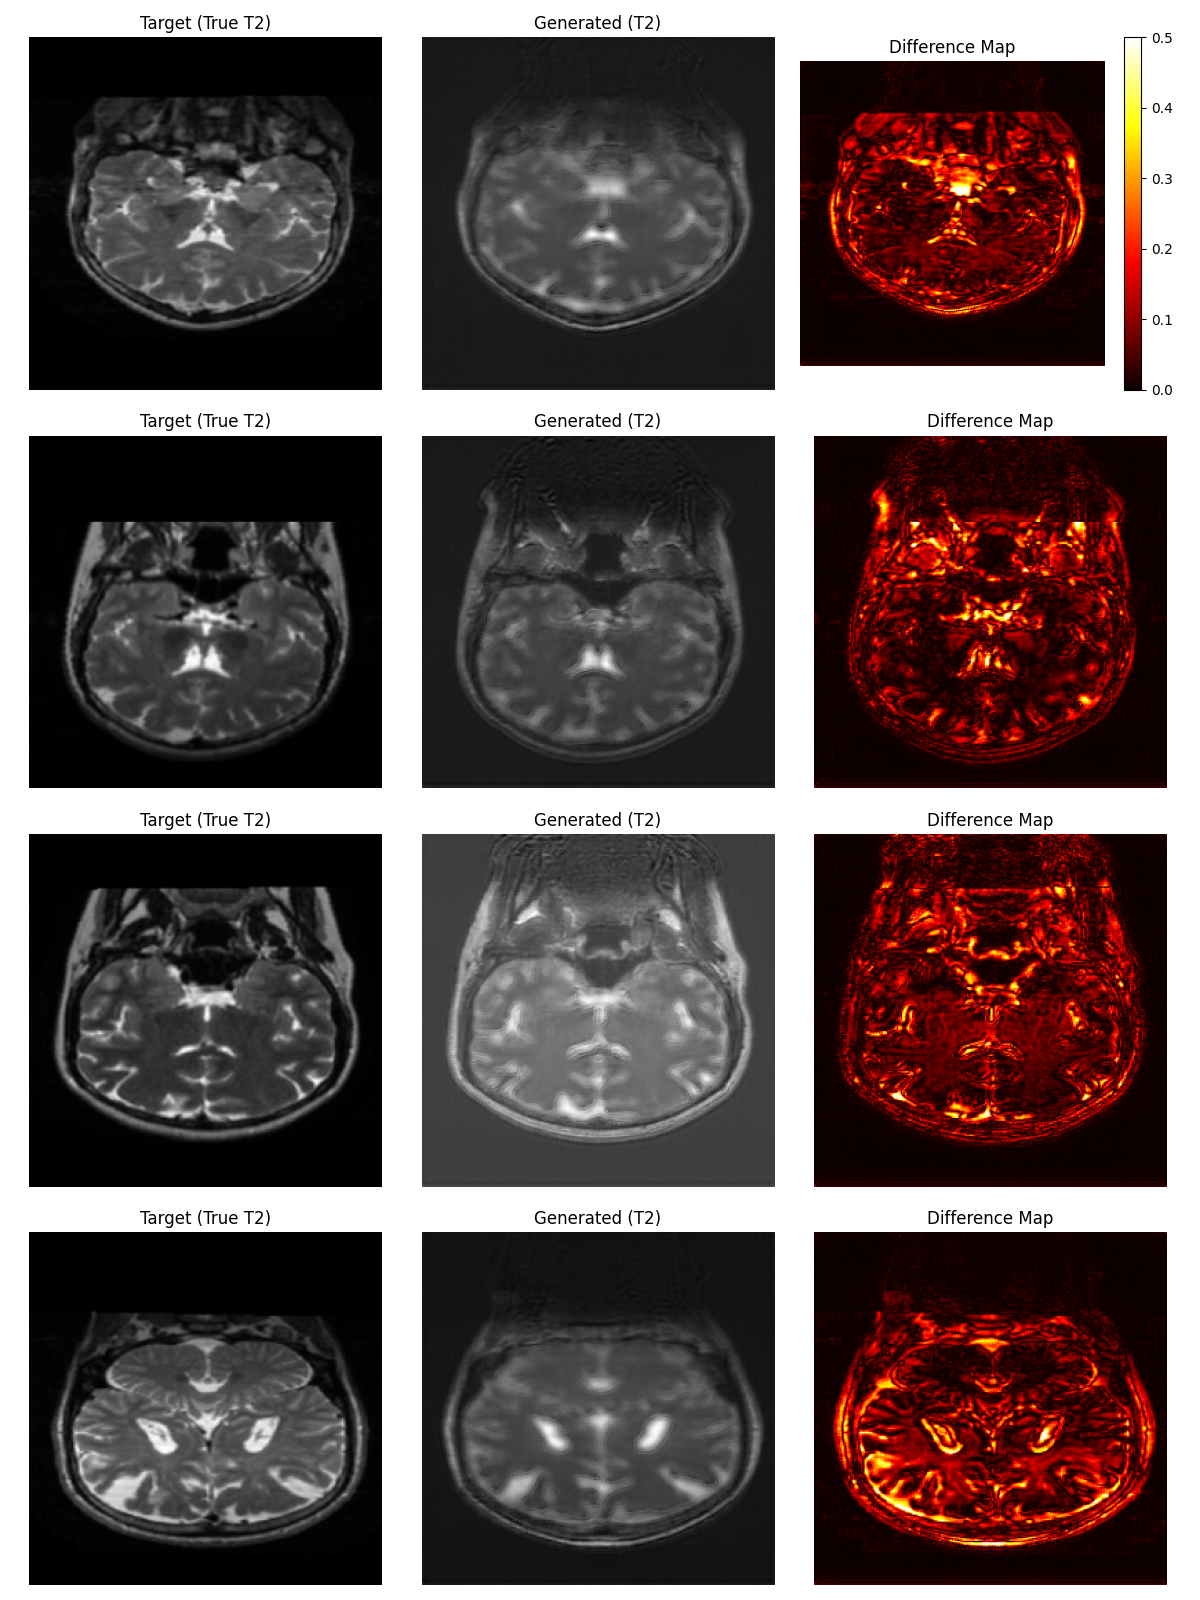 Target (True T2)
Generated (T2)
Difference Map
0.5
0.4
0.3
0.2
0.1
0.0
Target (True T2)
Generated (T2)
Difference Map
Target (True T2)
Generated (T2)
Difference Map
Target (True T2)
Generated (T2)
Difference Map